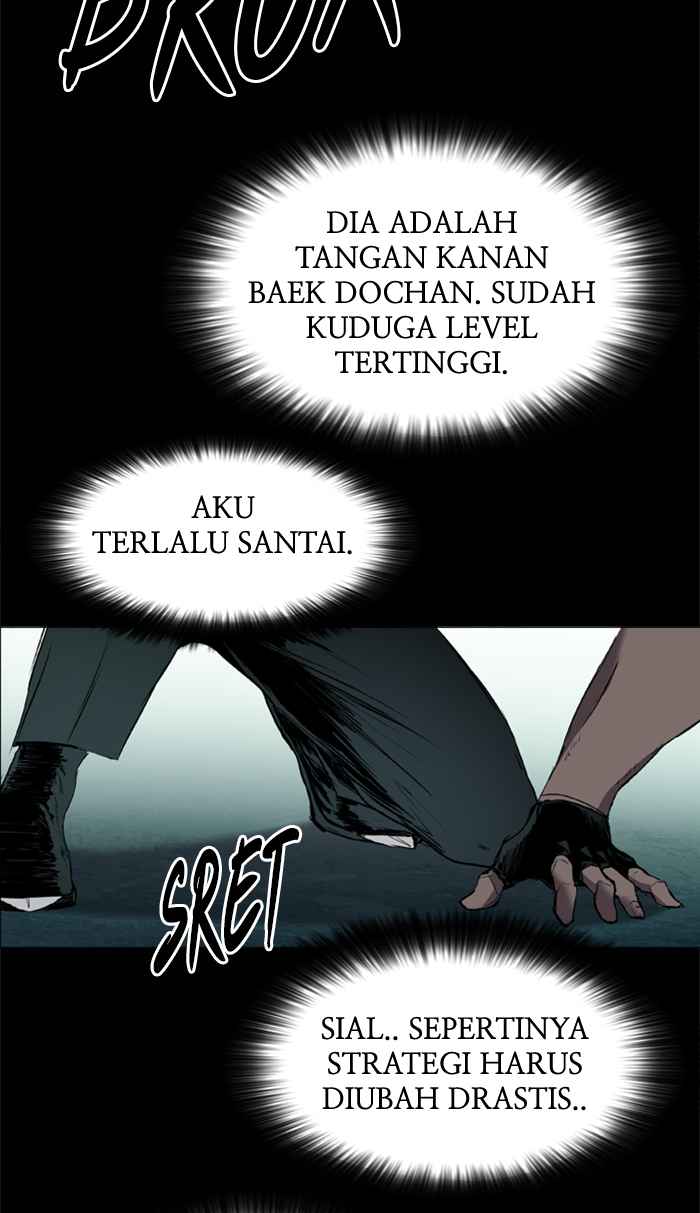 BRUK
DIA ADALAH
TANGAN KANAN
BAEK DOCHAN. SUDAH
KUDUGA LEVEL
TERTINGGI.
AKU
TERLALU SANTAI.
SRET
SIAL.. SEPERTINYA
STRATEGI HARUS
DIUBAH DRASTIS..